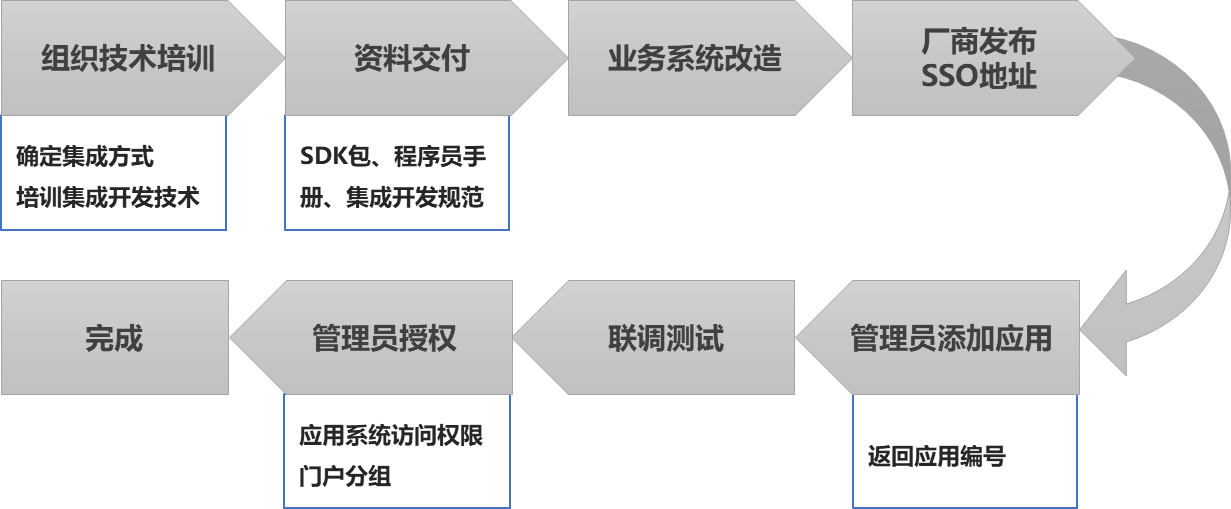 组织技术培训
资料交付
业务系统改造
厂商发布
SSO地址
确定集成方式
培训集成开发技术
SDK包、程序员手
册、集成开发规范
完成
管理员授权
联调测试
管理员添加应用
应用系统访问权限
门户分组
返回应用编号